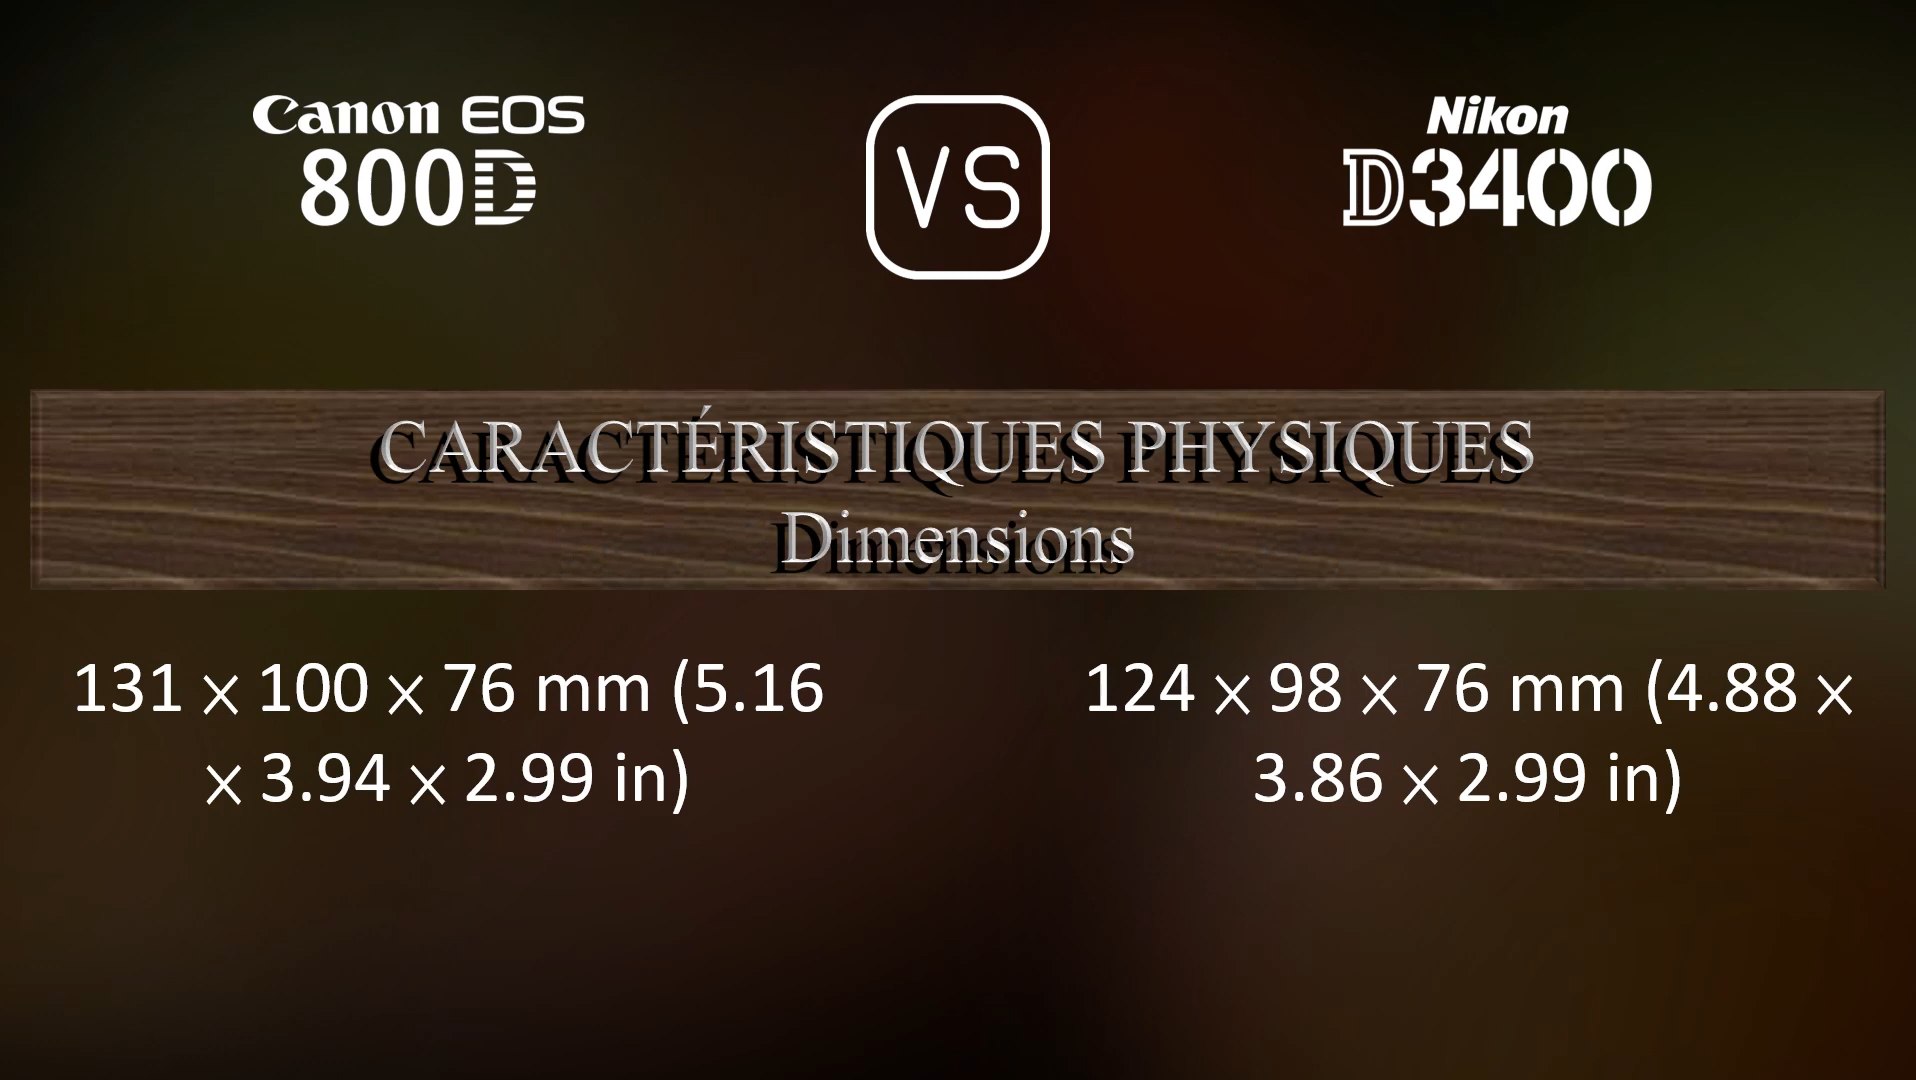 Canon EOS
800D
VS
Nikon
D3400
CARACTÉRISTIQUES PHYSIQUES
Dimensions
131 x 100 x 76 mm (5.16
x 3.94 x 2.99 in)
124 x 98 x 76 mm (4.88 x
3.86 x 2.99 in)